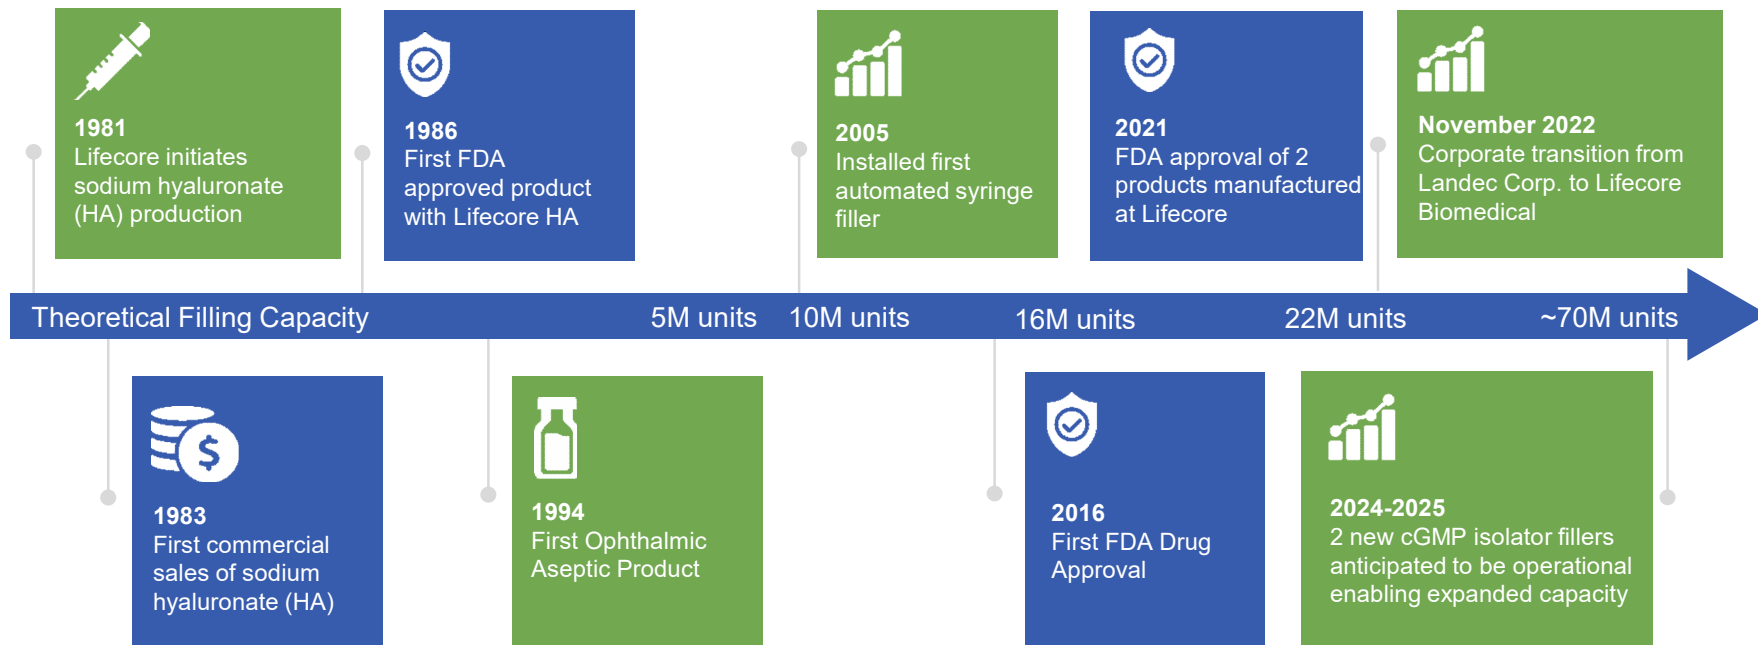 1981
Lifecore initiates
sodium hyaluronate
(HA) production
1986
First FDA
approved product
with Lifecore HA
2005
Installed first
automated syringe
filler
2021
FDA approval of 2
products manufactured
at Lifecore
November 2022
Corporate transition from
Landec Corp. to Lifecore
Biomedical
Theoretical Filling Capacity 5M units 10M units 16M units 22M units ~70M units
$
1983
First commercial
sales of sodium
hyaluronate (HA)
1994
First Ophthalmic
Aseptic Product
2016
First FDA Drug
Approval
2024-2025
2 new cGMP isolator fillers
anticipated to be operational
enabling expanded capacity